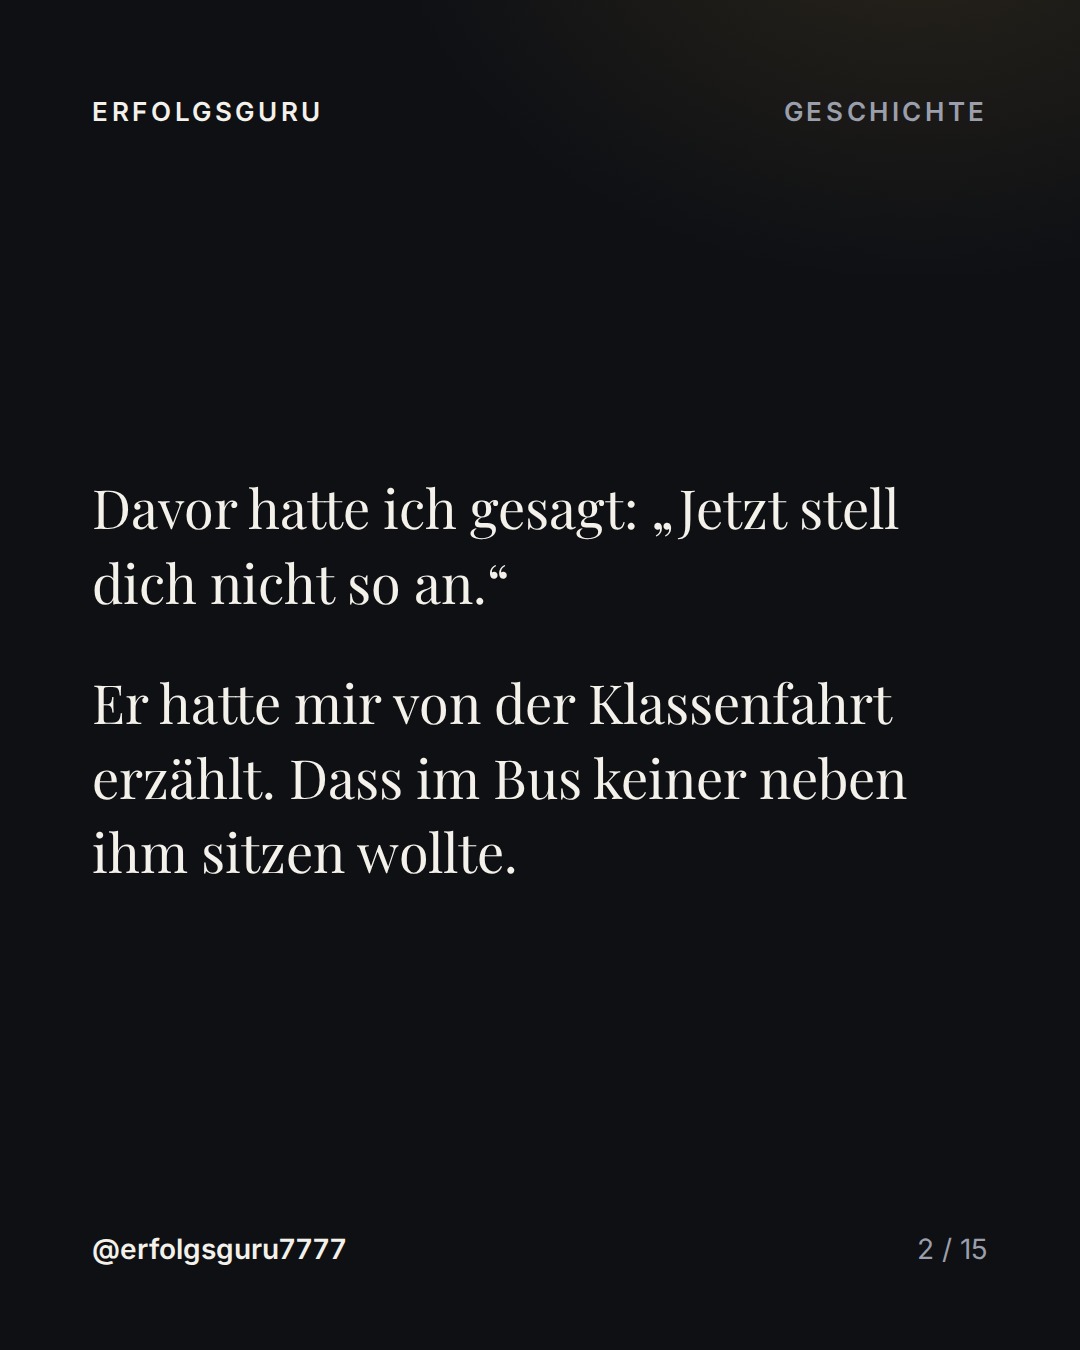 ERFOLGSGURU
GESCHICHTE
Davor hatte ich gesagt: „Jetzt stell
dich nicht so an.“
Er hatte mir von der Klassenfahrt
erzählt. Dass im Bus keiner neben
ihm sitzen wollte.
@erfolgsguru7777
2 / 15